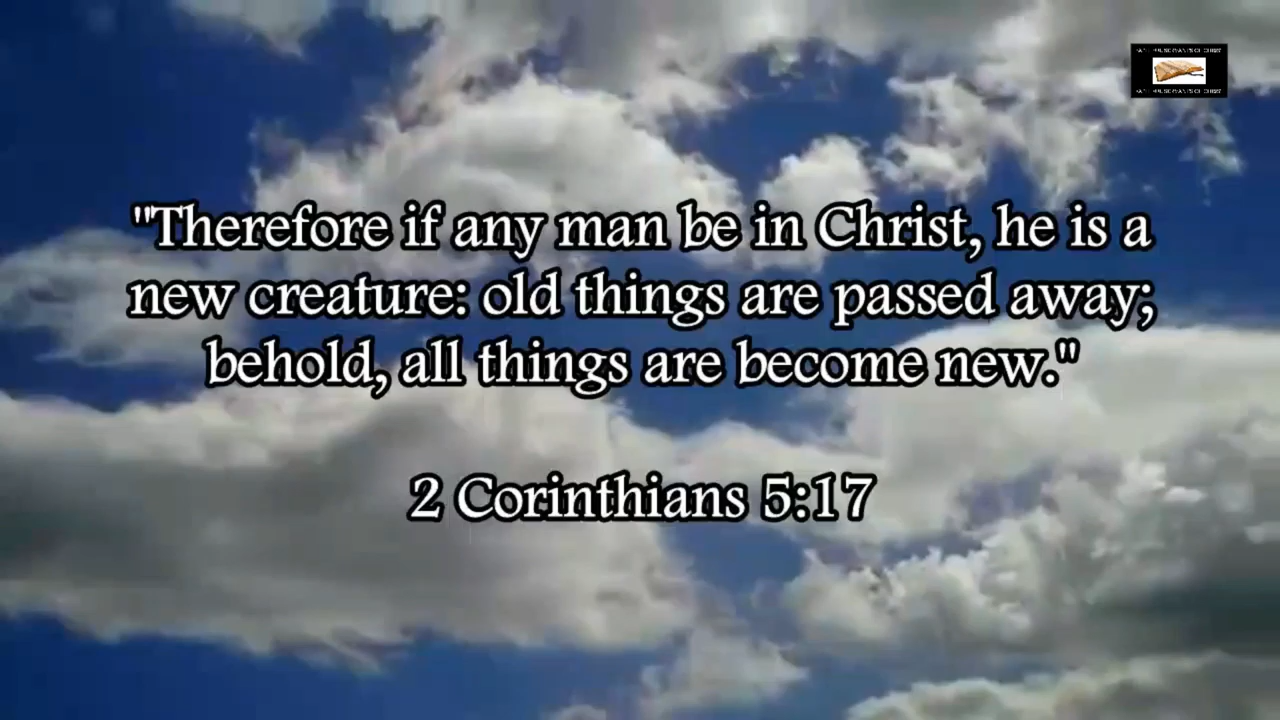 "Therefore if any man be in Christ, he is a
new creature: old things are passed away;
behold, all things are become new."
2 Corinthians 5:17